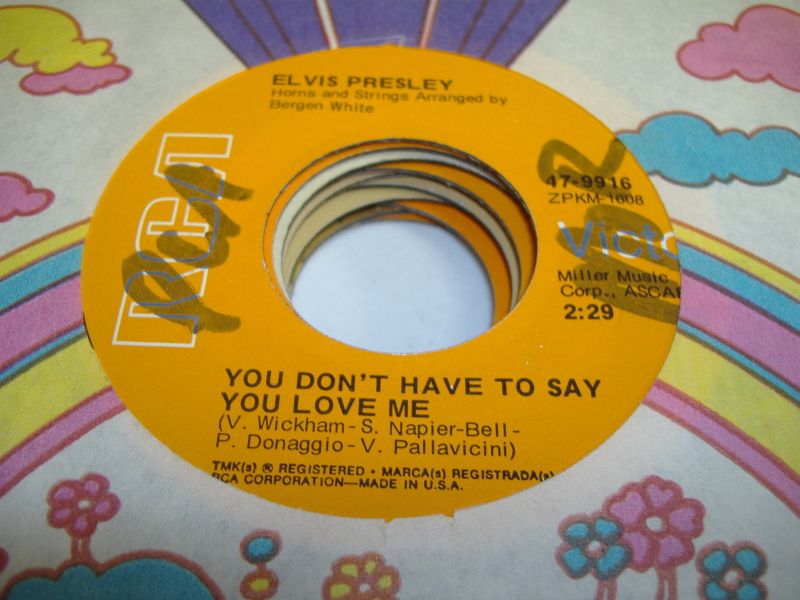 ELVIS PRESLEY
Horns and Strings Arranged by
Bergen White
RCA
47-9916
ZPKM-1608
Victo
Miller Music
Corp., ASCAP
2:29
YOU DON'T HAVE TO SAY
YOU LOVE ME
(V. Wickham-S. Napier-Bell-
P. Donaggio-V. Pallavicini)
TMK(s) ® REGISTERED • MARCA(s) REGISTRADA(s)
RCA CORPORATION—MADE IN U.S.A.